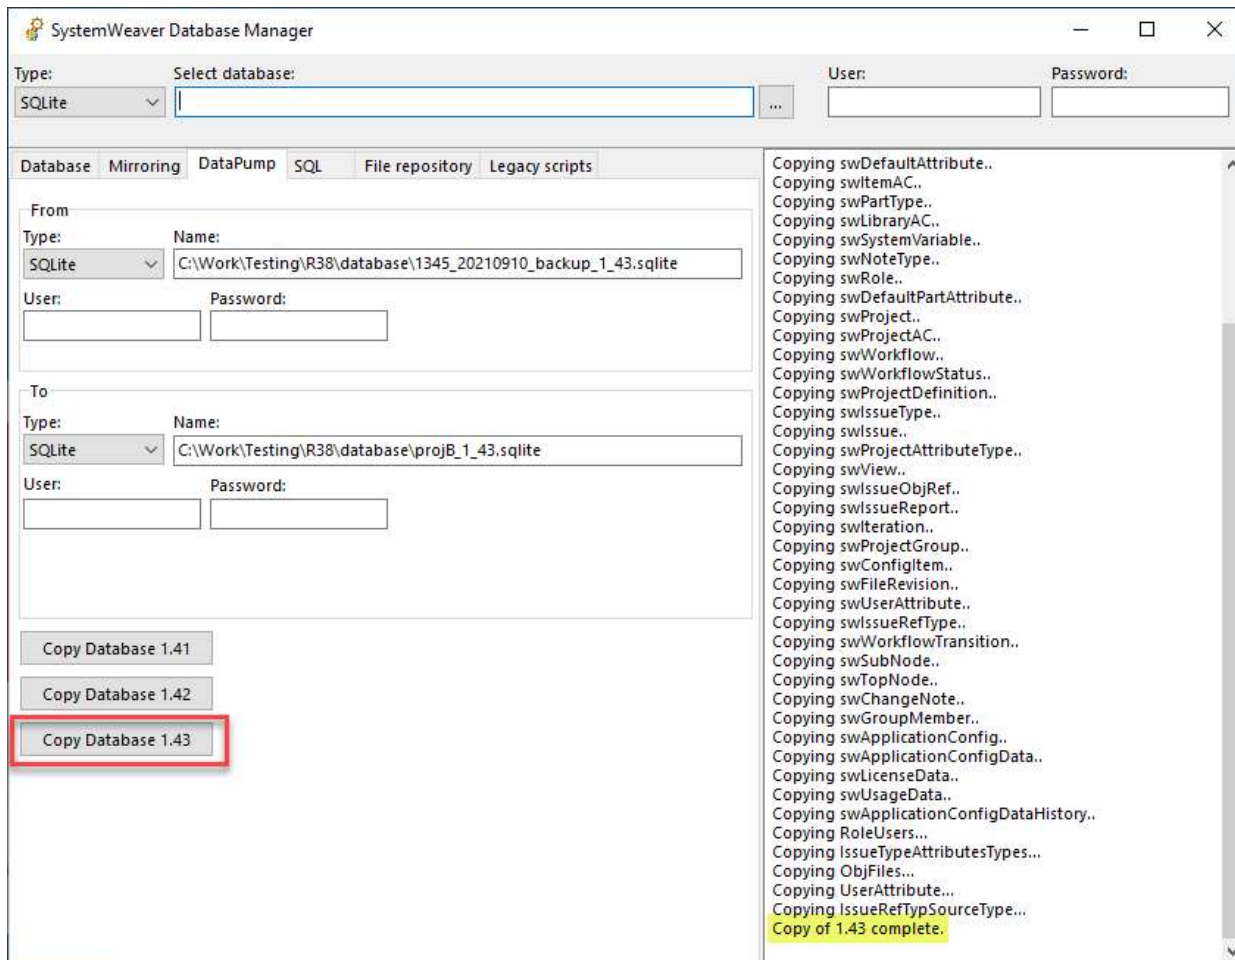 SystemWeaver Database Manager
Type: Select database: User: Password:
SQLite ...
Database Mirroring DataPump SQL File repository Legacy scripts
From
Type: Name:
SQLite C:\Work\Testing\R38\database\1345_20210910_backup_1_43.sqlite
User: Password:
To
Type: Name:
SQLite C:\Work\Testing\R38\database\projB_1_43.sqlite
User: Password:
Copy Database 1.41
Copy Database 1.42
Copy Database 1.43
Copying swDefaultAttribute..
Copying swItemAC..
Copying swPartType..
Copying swLibraryAC..
Copying swSystemVariable..
Copying swNoteType..
Copying swRole..
Copying swDefaultPartAttribute..
Copying swProject..
Copying swProjectAC..
Copying swWorkflow..
Copying swWorkflowStatus..
Copying swProjectDefinition..
Copying swIssueType..
Copying swIssue..
Copying swProjectAttributeType..
Copying swView..
Copying swIssueObjRef..
Copying swIssueReport..
Copying swIteration..
Copying swProjectGroup..
Copying swConfigItem..
Copying swFileRevision..
Copying swUserAttribute..
Copying swIssueRefType..
Copying swWorkflowTransition..
Copying swSubNode..
Copying swTopNode..
Copying swChangeNote..
Copying swGroupMember..
Copying swApplicationConfig..
Copying swApplicationConfigData..
Copying swLicenseData..
Copying swUsageData..
Copying swApplicationConfigDataHistory..
Copying RoleUsers...
Copying IssueTypeAttributesTypes...
Copying ObjFiles...
Copying UserAttribute...
Copying IssueRefTypSourceType...
Copy of 1.43 complete.